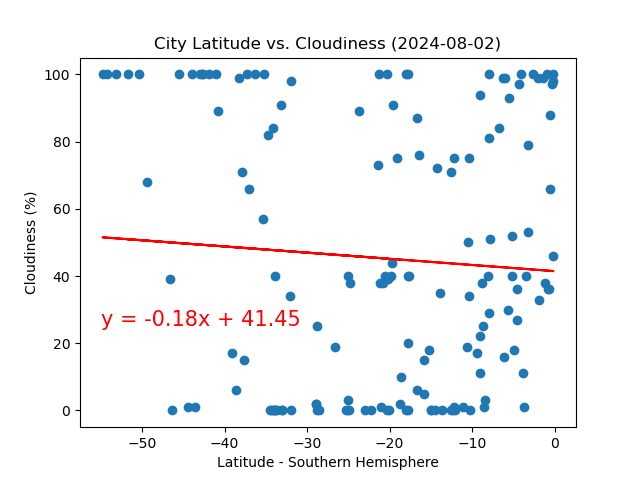 City Latitude vs. Cloudiness (2024-08-02)
100
80
60
40
20
0
Cloudiness (%)
y = -0.18x + 41.45
−50 −40 −30 −20 −10 0
Latitude - Southern Hemisphere